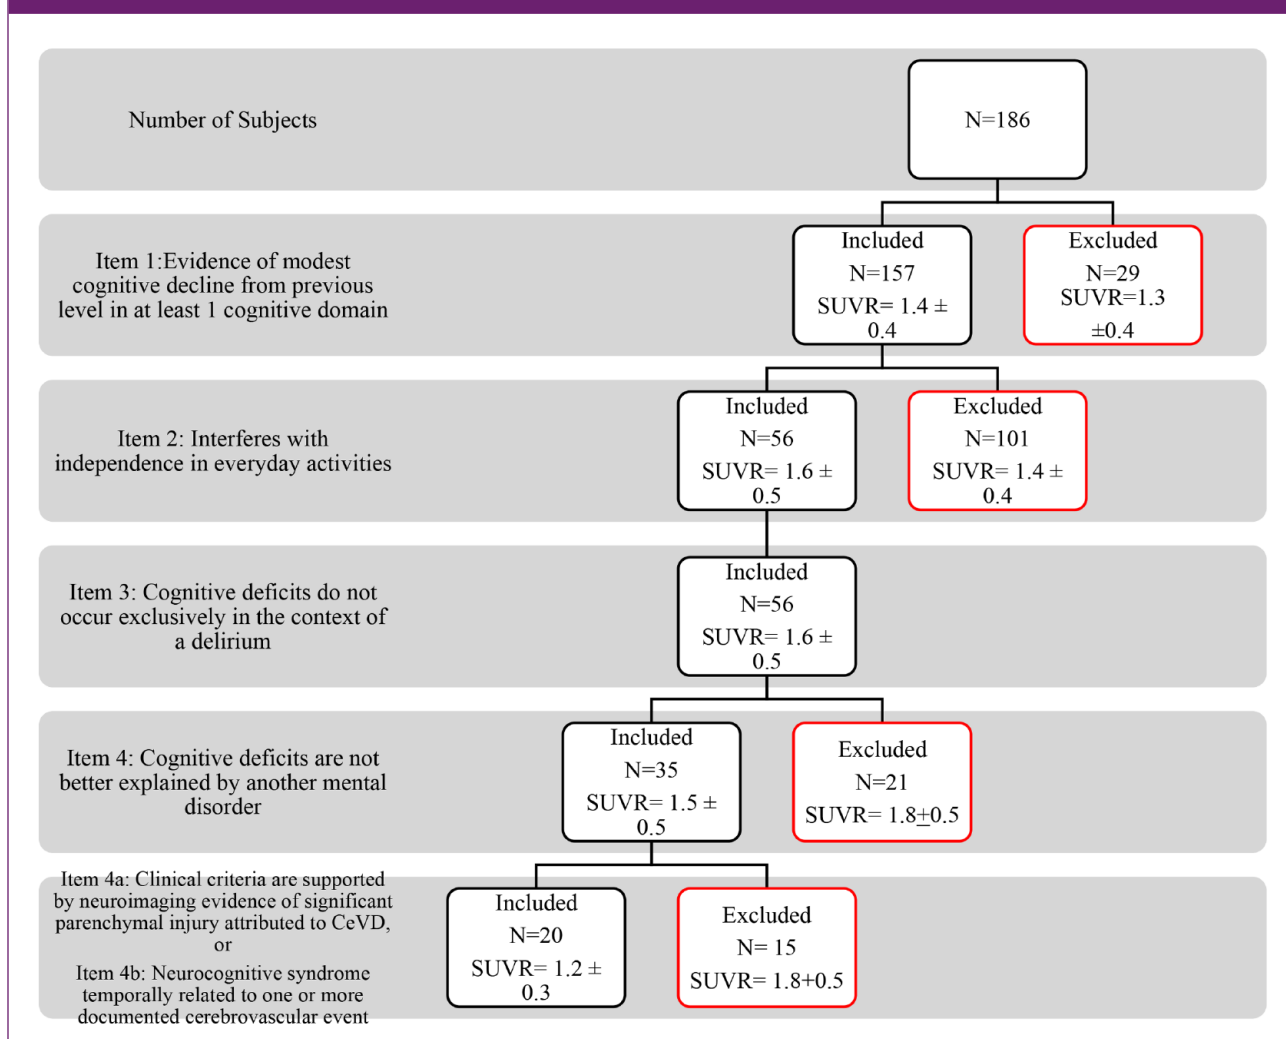 Number of Subjects
N=186
Item 1:Evidence of modest
cognitive decline from previous
level in at least 1 cognitive domain
Included
N=157
SUVR= 1.4 ±
0.4
Excluded
N=29
SUVR=1.3
±0.4
Item 2: Interferes with
independence in everyday activities
Included
N=56
SUVR= 1.6 ±
0.5
Excluded
N=101
SUVR= 1.4 ±
0.4
Item 3: Cognitive deficits do not
occur exclusively in the context of
a delirium
Included
N=56
SUVR= 1.6 ±
0.5
Item 4: Cognitive deficits are not
better explained by another mental
disorder
Included
N=35
SUVR= 1.5 ±
0.5
Excluded
N=21
SUVR= 1.8+0.5
Item 4a: Clinical criteria are supported
by neuroimaging evidence of significant
parenchymal injury attributed to CeVD,
or
Item 4b: Neurocognitive syndrome
temporally related to one or more
documented cerebrovascular event
Included
N=20
SUVR= 1.2 ±
0.3
Excluded
N= 15
SUVR= 1.8+0.5